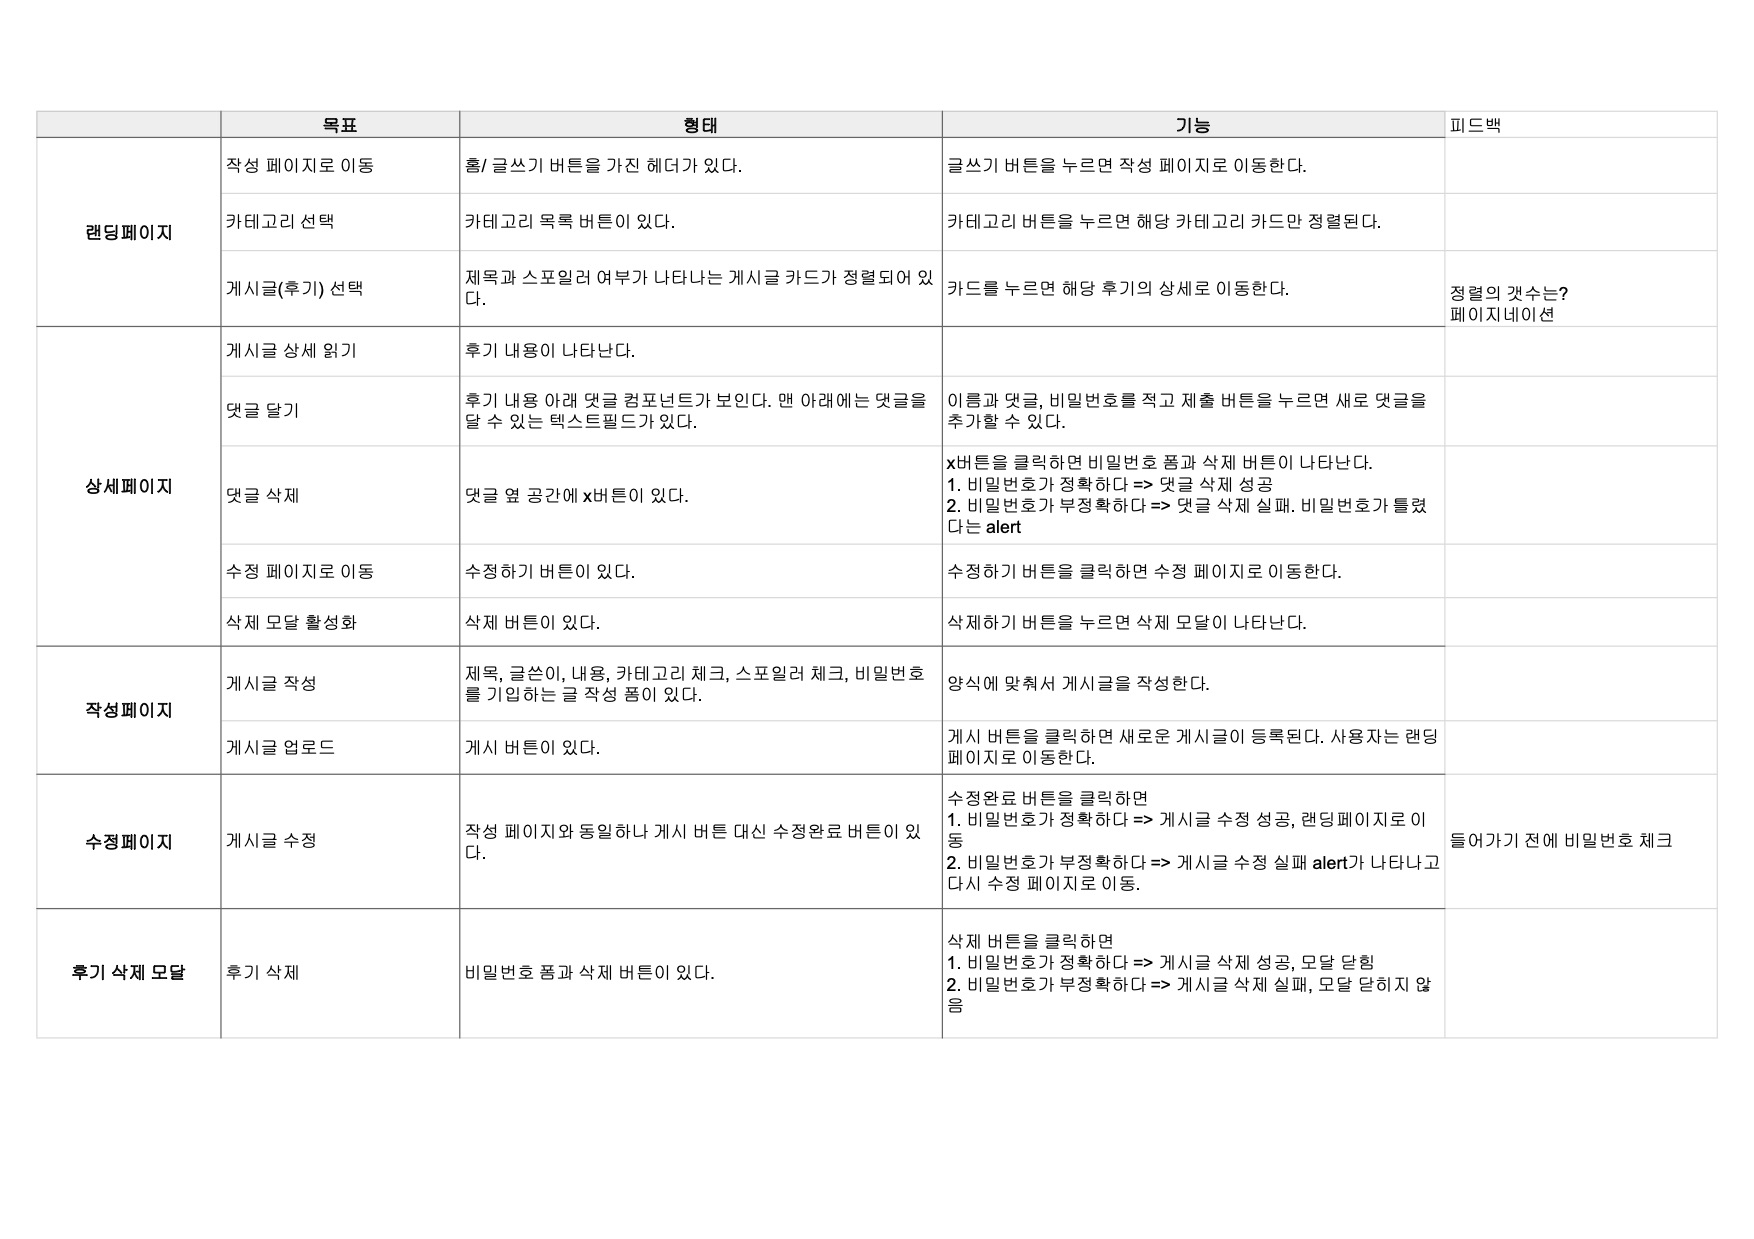 목표 형태 기능 피드백
랜딩페이지
작성 페이지로 이동
홈/ 글쓰기 버튼을 가진 헤더가 있다.
글쓰기 버튼을 누르면 작성 페이지로 이동한다.
카테고리 선택
카테고리 목록 버튼이 있다.
카테고리 버튼을 누르면 해당 카테고리 카드만 정렬된다.
게시글(후기) 선택
제목과 스포일러 여부가 나타나는 게시글 카드가 정렬되어 있
다.
카드를 누르면 해당 후기의 상세로 이동한다.
정렬의 갯수는?
페이지네이션
상세페이지
게시글 상세 읽기
후기 내용이 나타난다.
댓글 달기
후기 내용 아래 댓글 컴포넌트가 보인다. 맨 아래에는 댓글을
달 수 있는 텍스트필드가 있다.
이름과 댓글, 비밀번호를 적고 제출 버튼을 누르면 새로 댓글을
추가할 수 있다.
댓글 삭제
댓글 옆 공간에 x버튼이 있다.
x버튼을 클릭하면 비밀번호 폼과 삭제 버튼이 나타난다.
1. 비밀번호가 정확하다 => 댓글 삭제 성공
2. 비밀번호가 부정확하다 => 댓글 삭제 실패. 비밀번호가 틀렸
다는 alert
수정 페이지로 이동
수정하기 버튼이 있다.
수정하기 버튼을 클릭하면 수정 페이지로 이동한다.
삭제 모달 활성화
삭제 버튼이 있다.
삭제하기 버튼을 누르면 삭제 모달이 나타난다.
작성페이지
게시글 작성
제목, 글쓴이, 내용, 카테고리 체크, 스포일러 체크, 비밀번호
를 기입하는 글 작성 폼이 있다.
양식에 맞춰서 게시글을 작성한다.
게시글 업로드
게시 버튼이 있다.
게시 버튼을 클릭하면 새로운 게시글이 등록된다. 사용자는 랜딩
페이지로 이동한다.
수정페이지
게시글 수정
작성 페이지와 동일하나 게시 버튼 대신 수정완료 버튼이 있
다.
수정완료 버튼을 클릭하면
1. 비밀번호가 정확하다 => 게시글 수정 성공, 랜딩페이지로 이
동
2. 비밀번호가 부정확하다 => 게시글 수정 실패 alert가 나타나고
다시 수정 페이지로 이동.
들어가기 전에 비밀번호 체크
후기 삭제 모달
후기 삭제
비밀번호 폼과 삭제 버튼이 있다.
삭제 버튼을 클릭하면
1. 비밀번호가 정확하다 => 게시글 삭제 성공, 모달 닫힘
2. 비밀번호가 부정확하다 => 게시글 삭제 실패, 모달 닫히지 않
음